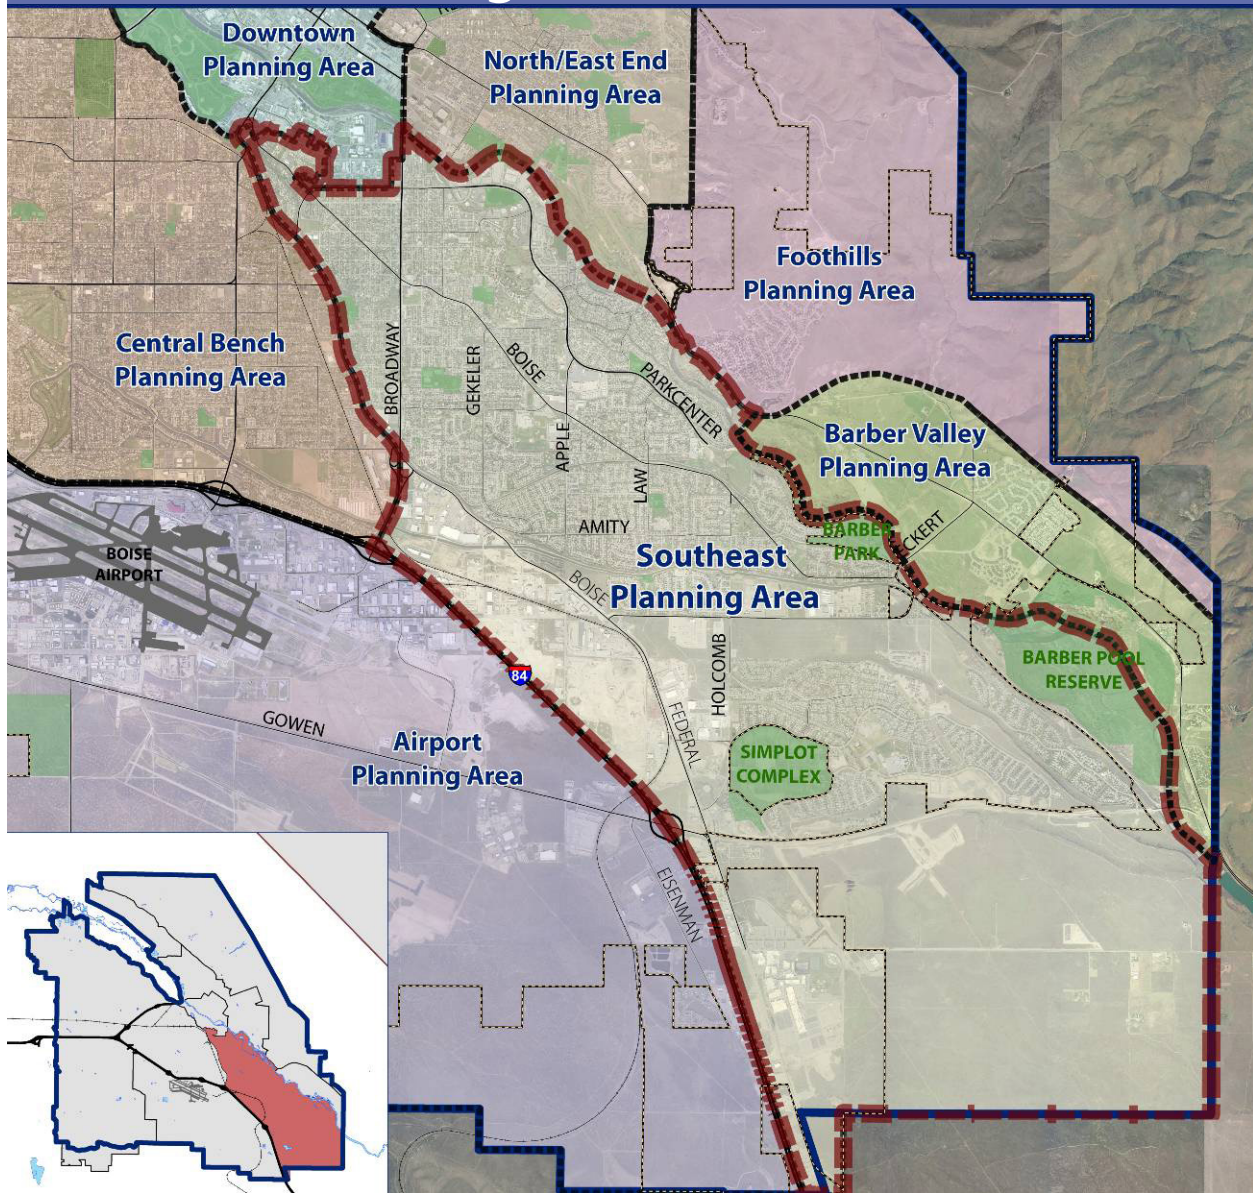 Downtown
Planning Area
North/East End
Planning Area
Foothills
Planning Area
Central Bench
Planning Area
BROADWAY
GEKELER
BOISE
PARKCENTER
APPLE
LAW
Barber Valley
Planning Area
AMITY
BARBER
PARK
CKERT
BOISE
AIRPORT
Southeast
Planning Area
BOISE
HOLCOMB
BARBER POOL
RESERVE
84
GOWEN
FEDERAL
Airport
Planning Area
SIMPLOT
COMPLEX
EISENMAN